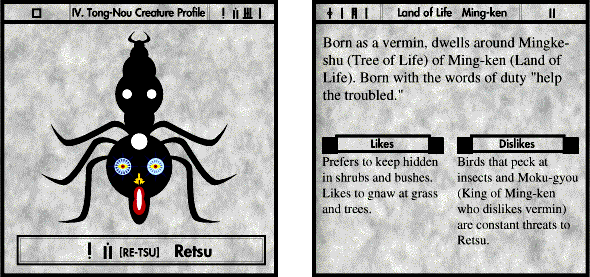 IV. Tong-Nou Creature Profile
[RE-TSU] Retsu
Land of Life Ming-ken
Born as a vermin, dwells around Mingke-
shu (Tree of Life) of Ming-ken (Land of
Life). Born with the words of duty "help
the troubled."
Likes
Prefers to keep hidden
in shrubs and bushes.
Likes to gnaw at grass
and trees.
Dislikes
Birds that peck at
insects and Moku-gyou
(King of Ming-ken
who dislikes vermin)
are constant threats to
Retsu.